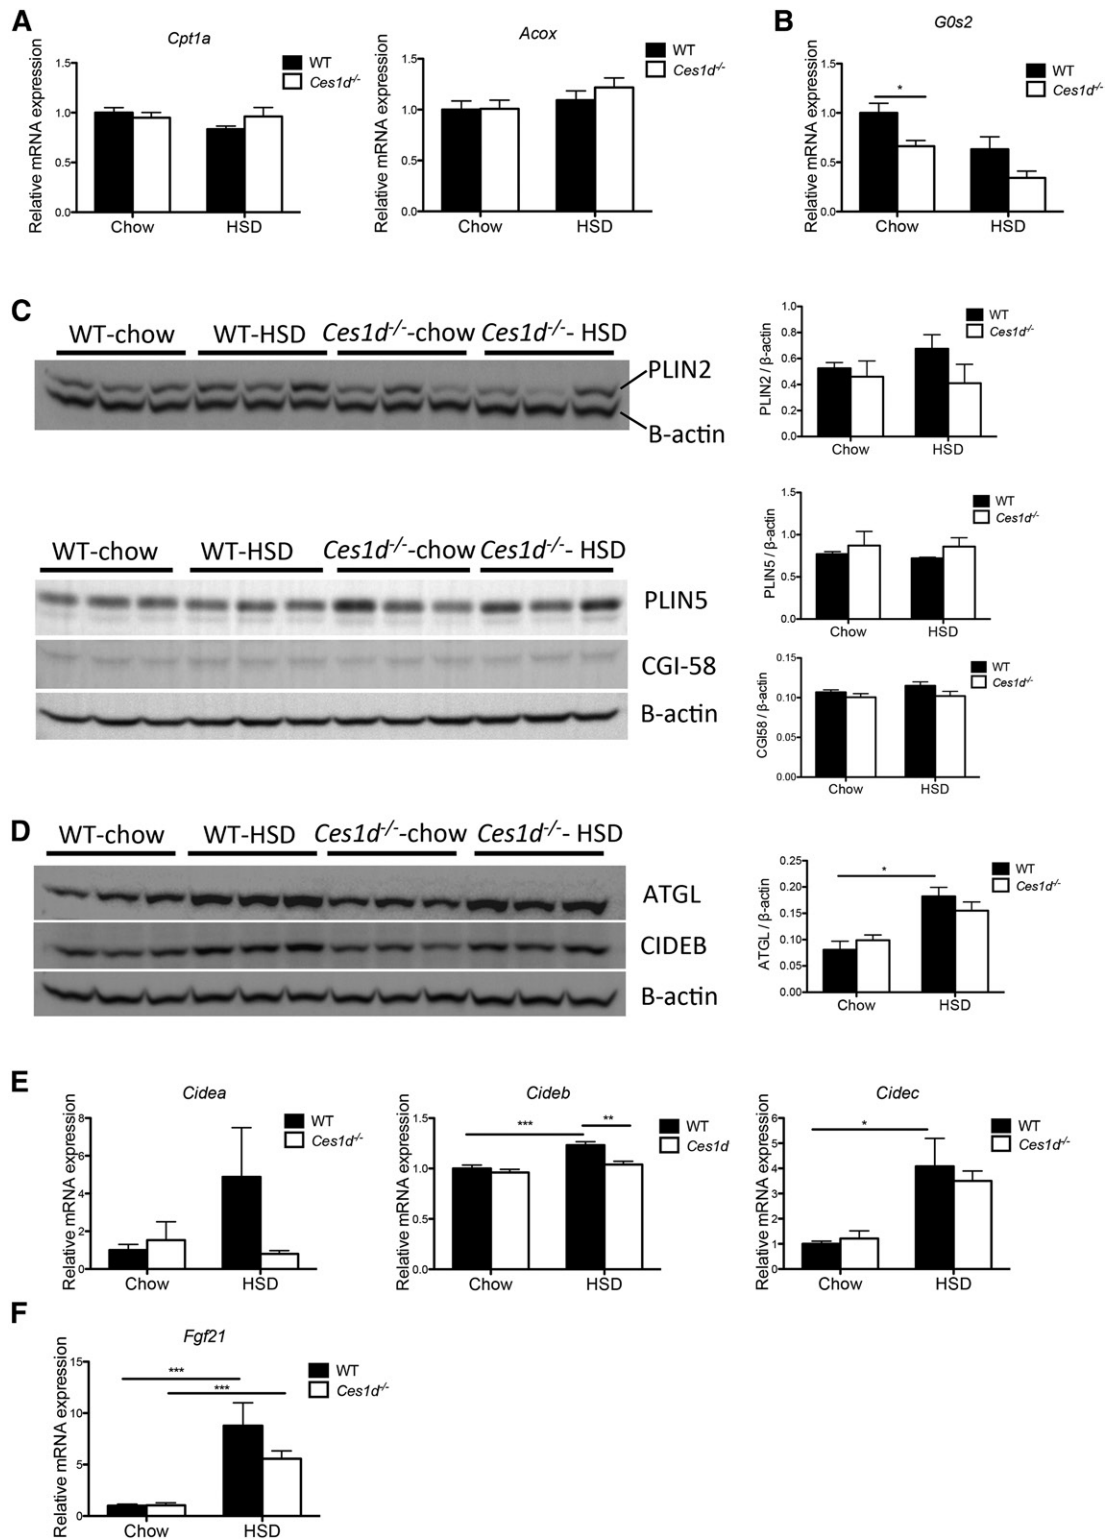 A
Cpt1a
Relative mRNA expression
1.5
1.0
0.5
0.0
Chow
HSD
WT
Ces1d-/-
Acox
Relative mRNA expression
1.5
1.0
0.5
0.0
Chow
HSD
WT
Ces1d-/-
B
G0s2
Relative mRNA expression
1.5
1.0
0.5
0.0
*
Chow
HSD
WT
Ces1d-/-
C
WT-chow WT-HSD Ces1d-/--chow Ces1d-/-- HSD
PLIN2
B-actin
PLIN2 / β-actin
1.0
0.8
0.6
0.4
0.2
0.0
Chow
HSD
WT
Ces1d-/-
WT-chow WT-HSD Ces1d-/--chow Ces1d-/-- HSD
PLIN5
CGI-58
B-actin
PLIN5 / β-actin
1.5
1.0
0.5
0.0
Chow
HSD
WT
Ces1d-/-
CGI58 / β-actin
0.15
0.10
0.05
0.00
Chow
HSD
WT
Ces1d-/-
D
WT-chow WT-HSD Ces1d-/--chow Ces1d-/-- HSD
ATGL
CIDEB
B-actin
ATGL / β-actin
0.25
0.20
0.15
0.10
0.05
0.00
*
Chow
HSD
WT
Ces1d-/-
E
Cidea
Relative mRNA expression
8
6
4
2
0
Chow
HSD
WT
Ces1d-/-
Cideb
Relative mRNA expression
1.5
1.0
0.5
0.0
***
**
Chow
HSD
WT
Ces1d
Cidec
Relative mRNA expression
6
5
4
3
2
1
0
*
Chow
HSD
WT
Ces1d-/-
F
Fgf21
Relative mRNA expression
15
10
5
0
***
***
Chow
HSD
WT
Ces1d-/-